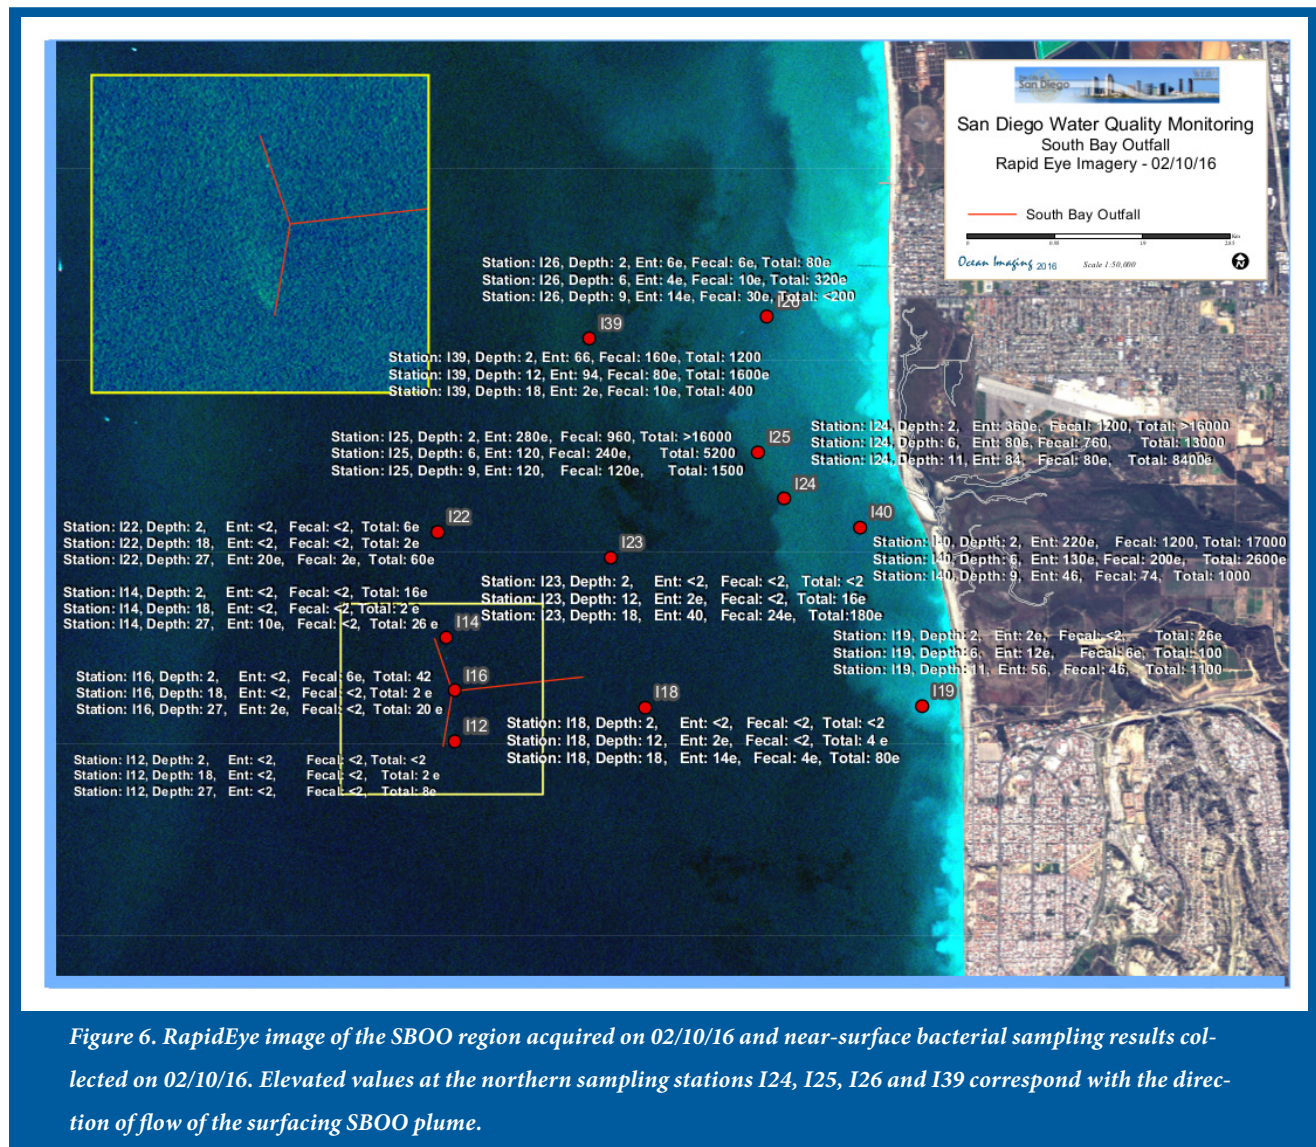 San Diego
San Diego Water Quality Monitoring
South Bay Outfall
Rapid Eye Imagery - 02/10/16
South Bay Outfall
Km
Ocean Imaging 2016
Scale 1:50,000
N
Station: I26, Depth: 2, Ent: 6e, Fecal: 6e, Total: 80e
Station: I26, Depth: 6, Ent: 4e, Fecal: 10e, Total: 320e
Station: I26, Depth: 9, Ent: 14e, Fecal: 30e, Total: <200
I26
I39
Station: I39, Depth: 2, Ent: 66, Fecal: 160e, Total: 1200
Station: I39, Depth: 12, Ent: 94, Fecal: 80e, Total: 1600e
Station: I39, Depth: 18, Ent: 2e, Fecal: 10e, Total: 400
Station: I25, Depth: 2, Ent: 280e, Fecal: 960, Total: >16000
Station: I25, Depth: 6, Ent: 120, Fecal: 240e, Total: 5200
Station: I25, Depth: 9, Ent: 120, Fecal: 120e, Total: 1500
I25
Station: I24, Depth: 2, Ent: 360e, Fecal: 1200, Total: >16000
Station: I24, Depth: 6, Ent: 80e, Fecal: 760, Total: 13000
Station: I24, Depth: 11, Ent: 84, Fecal: 80e, Total: 8400e
I24
I40
Station: I40, Depth: 2, Ent: 220e, Fecal: 1200, Total: 17000
Station: I40, Depth: 6, Ent: 130e, Fecal: 200e, Total: 2600e
Station: I40, Depth: 9, Ent: 46, Fecal: 74, Total: 1000
Station: I22, Depth: 2, Ent: <2, Fecal: <2, Total: 6e
Station: I22, Depth: 18, Ent: <2, Fecal: <2, Total: 2e
Station: I22, Depth: 27, Ent: 20e, Fecal: 2e, Total: 60e
I22
I23
Station: I23, Depth: 2, Ent: <2, Fecal: <2, Total: <2
Station: I23, Depth: 12, Ent: 2e, Fecal: <2, Total: 16e
Station: I23, Depth: 18, Ent: 40, Fecal: 24e, Total:180e
Station: I14, Depth: 2, Ent: <2, Fecal: <2, Total: 16e
Station: I14, Depth: 18, Ent: <2, Fecal: <2, Total: 2 e
Station: I14, Depth: 27, Ent: 10e, Fecal: <2, Total: 26 e
I14
Station: I19, Depth: 2, Ent: 2e, Fecal: <2, Total: 26e
Station: I19, Depth: 6, Ent: 12e, Fecal: 6e, Total: 100
Station: I19, Depth: 11, Ent: 56, Fecal: 46, Total: 1100
I19
Station: I16, Depth: 2, Ent: <2, Fecal: 6e, Total: 42
Station: I16, Depth: 18, Ent: <2, Fecal: <2, Total: 2 e
Station: I16, Depth: 27, Ent: 2e, Fecal: <2, Total: 20 e
I16
I18
Station: I18, Depth: 2, Ent: <2, Fecal: <2, Total: <2
Station: I18, Depth: 12, Ent: 2e, Fecal: <2, Total: 4 e
Station: I18, Depth: 18, Ent: 14e, Fecal: 4e, Total: 80e
I12
Station: I12, Depth: 2, Ent: <2, Fecal: <2, Total: <2
Station: I12, Depth: 18, Ent: <2, Fecal: <2, Total: 2 e
Station: I12, Depth: 27, Ent: <2, Fecal: <2, Total: 8e
Figure 6. RapidEye image of the SBOO region acquired on 02/10/16 and near-surface bacterial sampling results col-
lected on 02/10/16. Elevated values at the northern sampling stations I24, I25, I26 and I39 correspond with the direc-
tion of flow of the surfacing SBOO plume.